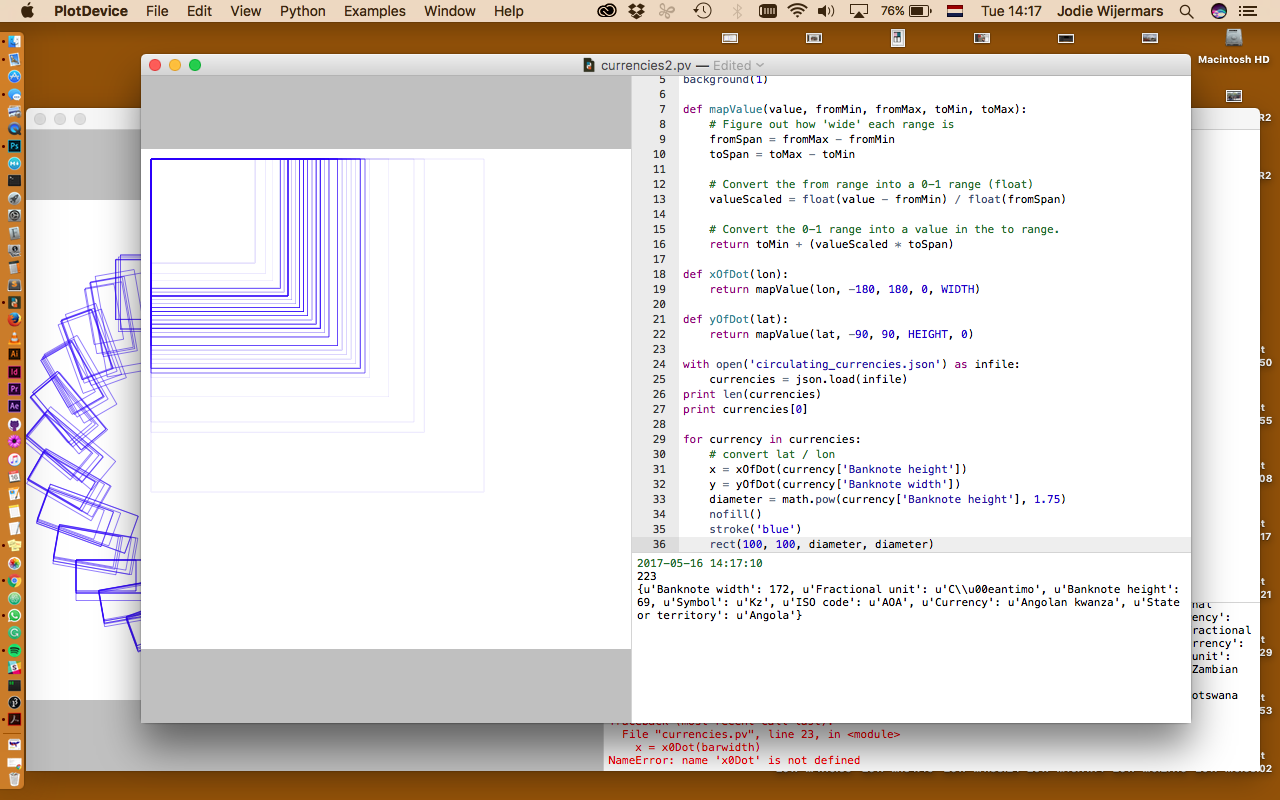 PlotDevice File Edit View Python Examples Window Help 76% Tue 14:17 Jodie Wijermars
Macintosh HD
currencies2.pv — Edited
5 background(1)
6
7 def mapValue(value, fromMin, fromMax, toMin, toMax):
8 # Figure out how 'wide' each range is
9 fromSpan = fromMax - fromMin
10 toSpan = toMax - toMin
11
12 # Convert the from range into a 0-1 range (float)
13 valueScaled = float(value - fromMin) / float(fromSpan)
14
15 # Convert the 0-1 range into a value in the to range.
16 return toMin + (valueScaled * toSpan)
17
18 def xOfDot(lon):
19 return mapValue(lon, -180, 180, 0, WIDTH)
20
21 def yOfDot(lat):
22 return mapValue(lat, -90, 90, HEIGHT, 0)
23
24 with open('circulating_currencies.json') as infile:
25 currencies = json.load(infile)
26 print len(currencies)
27 print currencies[0]
28
29 for currency in currencies:
30 # convert lat / lon
31 x = xOfDot(currency['Banknote height'])
32 y = yOfDot(currency['Banknote width'])
33 diameter = math.pow(currency['Banknote height'], 1.75)
34 nofill()
35 stroke('blue')
36 rect(100, 100, diameter, diameter)
2017-05-16 14:17:10
223
{u'Banknote width': 172, u'Fractional unit': u'C\\u00eantimo', u'Banknote height':
69, u'Symbol': u'Kz', u'ISO code': u'AOA', u'Currency': u'Angolan kwanza', u'State
or territory': u'Angola'}
R2
R2
t
50
t
55
t
08
t
17
t
21
t
29
t
53
t
02
nal
ency':
ractional
rrency':
unit':
Zambian
otswana
File "currencies.pv", line 23, in <module>
x = x0Dot(barwidth)
NameError: name 'x0Dot' is not defined
Ps
Ai
Id
Pr
Ae